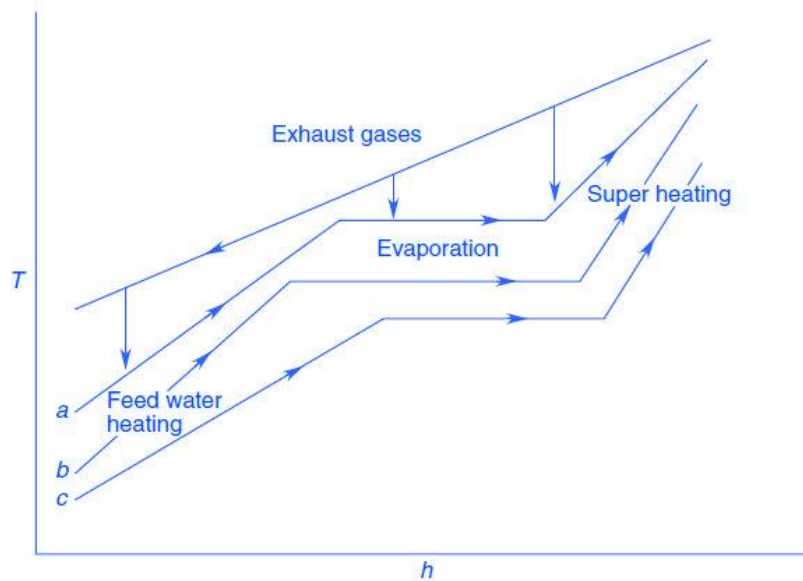 Exhaust gases
Super heating
Evaporation
T
a
Feed water
heating
b
c
h